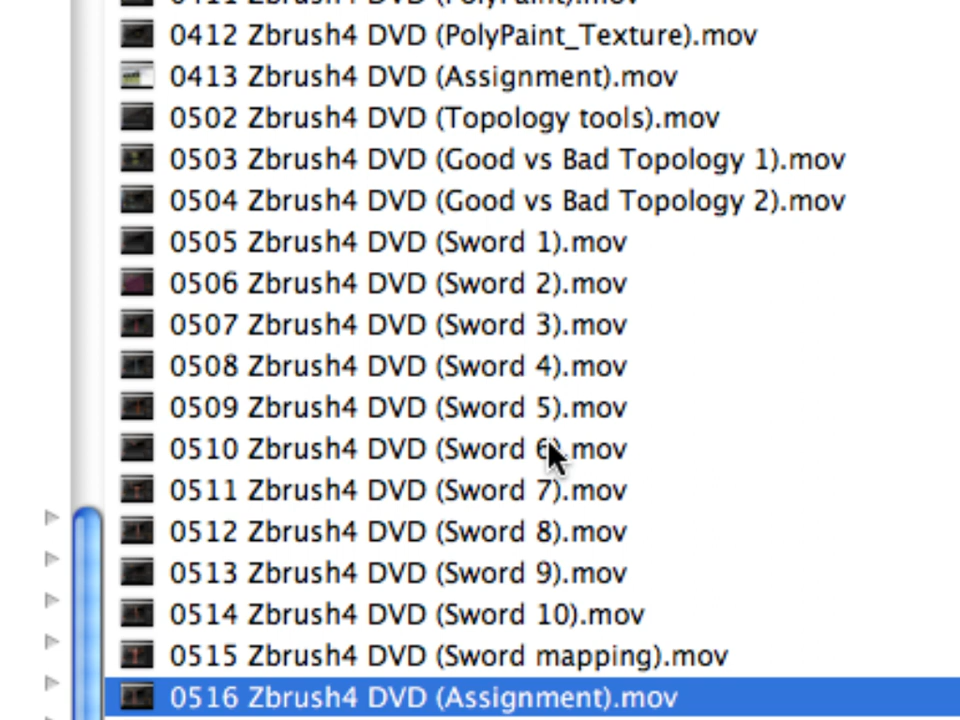 0411 Zbrush4 DVD (PolyPaint).mov
0412 Zbrush4 DVD (PolyPaint_Texture).mov
0413 Zbrush4 DVD (Assignment).mov
0502 Zbrush4 DVD (Topology tools).mov
0503 Zbrush4 DVD (Good vs Bad Topology 1).mov
0504 Zbrush4 DVD (Good vs Bad Topology 2).mov
0505 Zbrush4 DVD (Sword 1).mov
0506 Zbrush4 DVD (Sword 2).mov
0507 Zbrush4 DVD (Sword 3).mov
0508 Zbrush4 DVD (Sword 4).mov
0509 Zbrush4 DVD (Sword 5).mov
0510 Zbrush4 DVD (Sword 6).mov
0511 Zbrush4 DVD (Sword 7).mov
0512 Zbrush4 DVD (Sword 8).mov
0513 Zbrush4 DVD (Sword 9).mov
0514 Zbrush4 DVD (Sword 10).mov
0515 Zbrush4 DVD (Sword mapping).mov
0516 Zbrush4 DVD (Assignment).mov